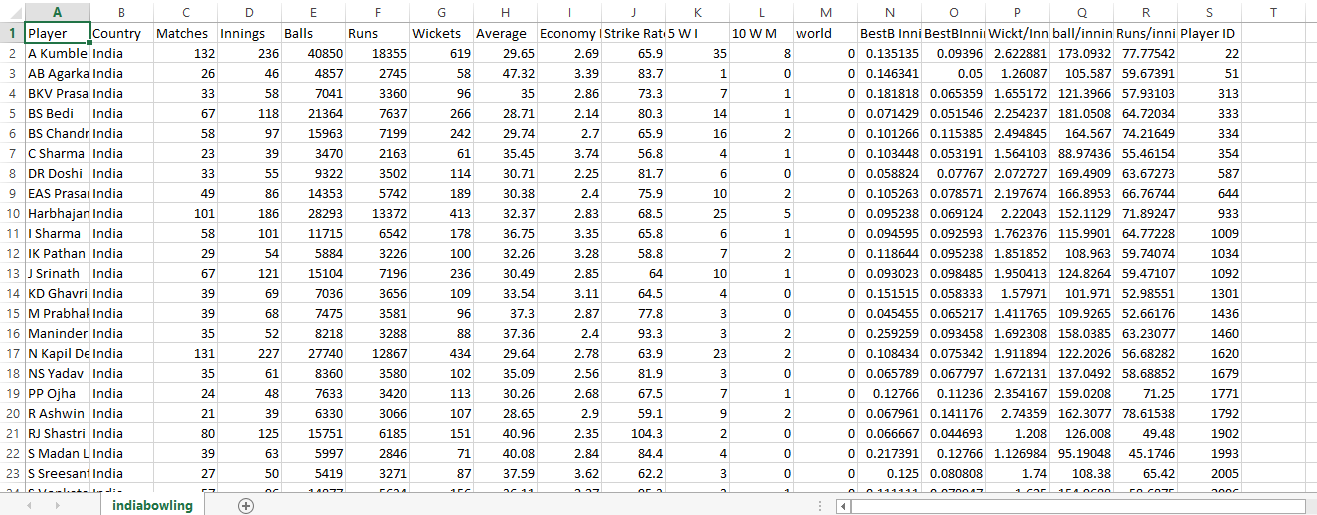 A B C D E F G H I J K L M N O P Q R S T
1 Player Country Matches Innings Balls Runs Wickets Average Economy Strike Rate 5 W I 10 W M world BestB Inni BestBInnii Wickt/Inn ball/innin Runs/inni Player ID
2 A Kumble India 132 236 40850 18355 619 29.65 2.69 65.9 35 8 0 0.135135 0.09396 2.622881 173.0932 77.77542 22
3 AB Agarka India 26 46 4857 2745 58 47.32 3.39 83.7 1 0 0 0.146341 0.05 1.26087 105.587 59.67391 51
4 BKV Prasa India 33 58 7041 3360 96 35 2.86 73.3 7 1 0 0.181818 0.065359 1.655172 121.3966 57.93103 313
5 BS Bedi India 67 118 21364 7637 266 28.71 2.14 80.3 14 1 0 0.071429 0.051546 2.254237 181.0508 64.72034 333
6 BS Chandr India 58 97 15963 7199 242 29.74 2.7 65.9 16 2 0 0.101266 0.115385 2.494845 164.567 74.21649 334
7 C Sharma India 23 39 3470 2163 61 35.45 3.74 56.8 4 1 0 0.103448 0.053191 1.564103 88.97436 55.46154 354
8 DR Doshi India 33 55 9322 3502 114 30.71 2.25 81.7 6 0 0 0.058824 0.07767 2.072727 169.4909 63.67273 587
9 EAS Prasa India 49 86 14353 5742 189 30.38 2.4 75.9 10 2 0 0.105263 0.078571 2.197674 166.8953 66.76744 644
10 Harbhajan India 101 186 28293 13372 413 32.37 2.83 68.5 25 5 0 0.095238 0.069124 2.22043 152.1129 71.89247 933
11 I Sharma India 58 101 11715 6542 178 36.75 3.35 65.8 6 1 0 0.094595 0.092593 1.762376 115.9901 64.77228 1009
12 IK Pathan India 29 54 5884 3226 100 32.26 3.28 58.8 7 2 0 0.118644 0.095238 1.851852 108.963 59.74074 1034
13 J Srinath India 67 121 15104 7196 236 30.49 2.85 64 10 1 0 0.093023 0.098485 1.950413 124.8264 59.47107 1092
14 KD Ghavri India 39 69 7036 3656 109 33.54 3.11 64.5 4 0 0 0.151515 0.058333 1.57971 101.971 52.98551 1301
15 M Prabhak India 39 68 7475 3581 96 37.3 2.87 77.8 3 0 0 0.045455 0.065217 1.411765 109.9265 52.66176 1436
16 Maninder India 35 52 8218 3288 88 37.36 2.4 93.3 3 2 0 0.259259 0.093458 1.692308 158.0385 63.23077 1460
17 N Kapil De India 131 227 27740 12867 434 29.64 2.78 63.9 23 2 0 0.108434 0.075342 1.911894 122.2026 56.68282 1620
18 NS Yadav India 35 61 8360 3580 102 35.09 2.56 81.9 3 0 0 0.065789 0.067797 1.672131 137.0492 58.68852 1679
19 PP Ojha India 24 48 7633 3420 113 30.26 2.68 67.5 7 1 0 0.12766 0.11236 2.354167 159.0208 71.25 1771
20 R Ashwin India 21 39 6330 3066 107 28.65 2.9 59.1 9 2 0 0.067961 0.141176 2.74359 162.3077 78.61538 1792
21 RJ Shastri India 80 125 15751 6185 151 40.96 2.35 104.3 2 0 0 0.066667 0.044693 1.208 126.008 49.48 1902
22 S Madan L India 39 63 5997 2846 71 40.08 2.84 84.4 4 0 0 0.217391 0.12766 1.126984 95.19048 45.1746 1993
23 S Sreesant India 27 50 5419 3271 87 37.59 3.62 62.2 3 0 0 0.125 0.080808 1.74 108.38 65.42 2005
indiabowling